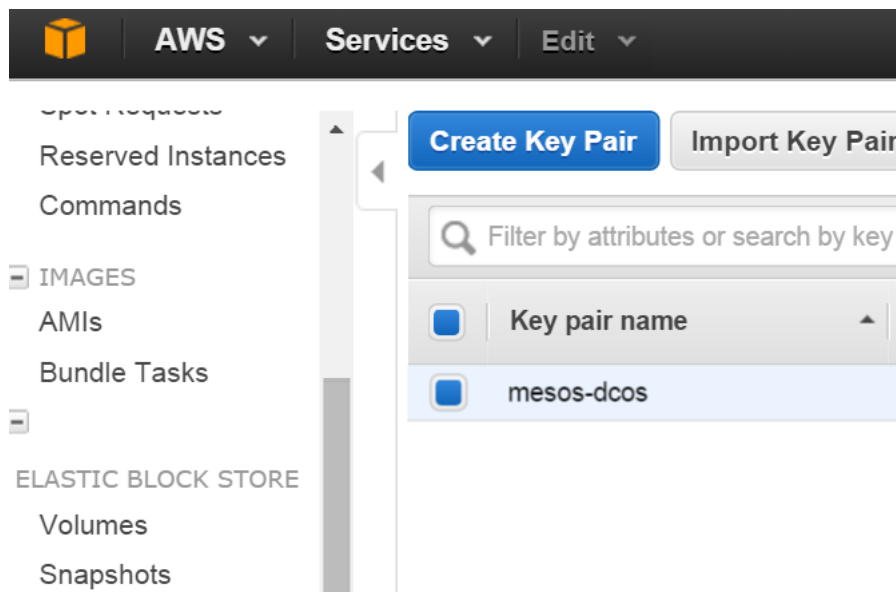 AWS Services Edit
Reserved Instances
Commands
IMAGES
AMIs
Bundle Tasks
ELASTIC BLOCK STORE
Volumes
Snapshots
Create Key Pair Import Key Pair
Filter by attributes or search by key
Key pair name
mesos-dcos